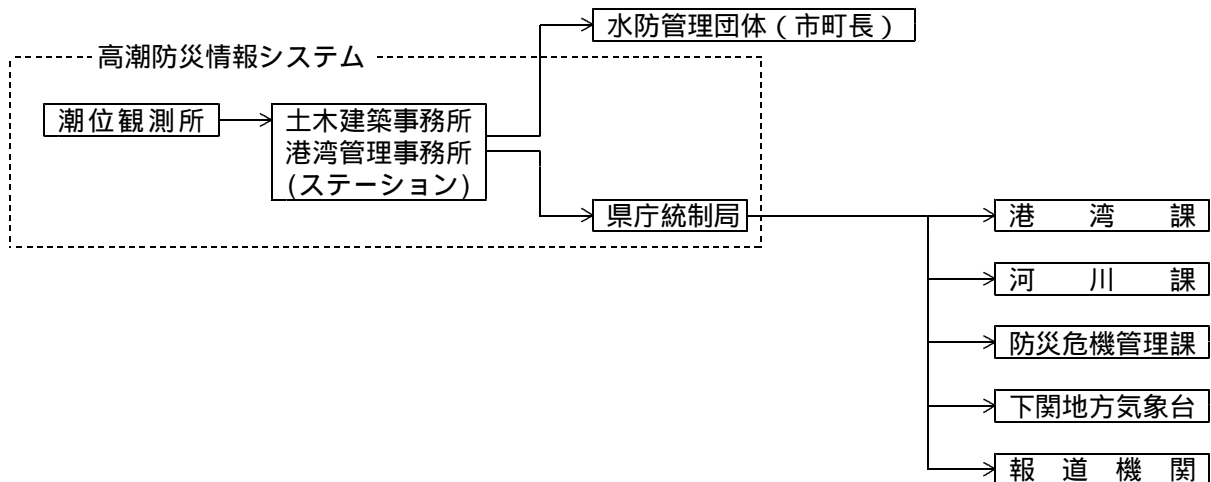 水防管理団体（市町長）
高潮防災情報システム
潮位観測所
土木建築事務所
港湾管理事務所
(ステーション)
県庁統制局
港湾課
河川課
防災危機管理課
下関地方気象台
報道機関